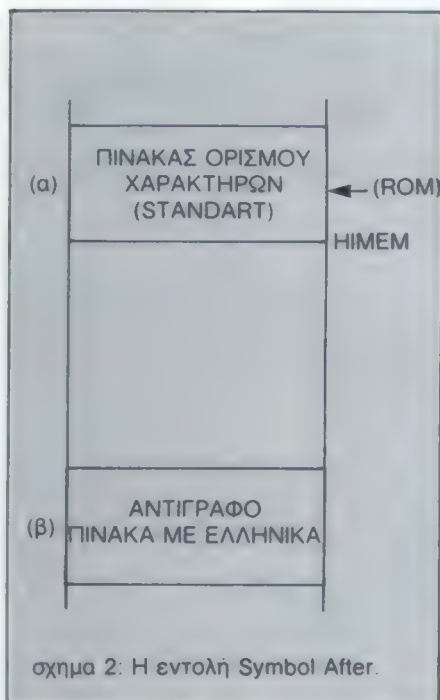 ΠΙΝΑΚΑΣ ΟΡΙΣΜΟΥ
ΧΑΡΑΚΤΗΡΩΝ
(STANDART)
(α)
(ROM)
HIMEM
ΑΝΤΙΓΡΑΦΟ
ΠΙΝΑΚΑ ΜΕ ΕΛΛΗΝΙΚΑ
(β)
σχημα 2: Η εντολή Symbol After.